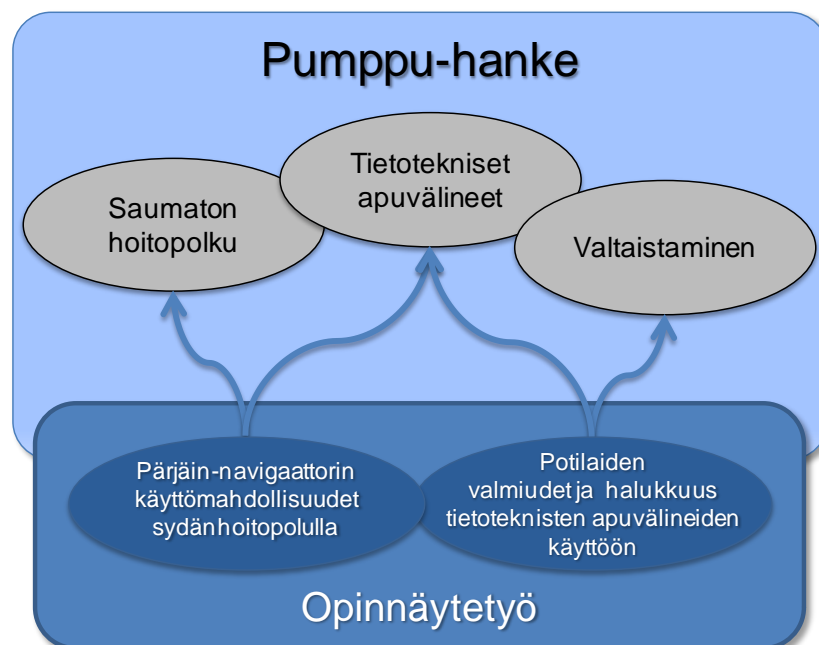 Pumppu-hanke
Tietotekniset
apuvälineet
Saumaton
hoitopolku
Valtaistaminen
Pärjäin-navigaattorin
käyttömahdollisuudet
sydänhoitopolulla
Potilaiden
valmiudet ja halukkuus
tietoteknisten apuvälineiden
käyttöön
Opinnäytetyö